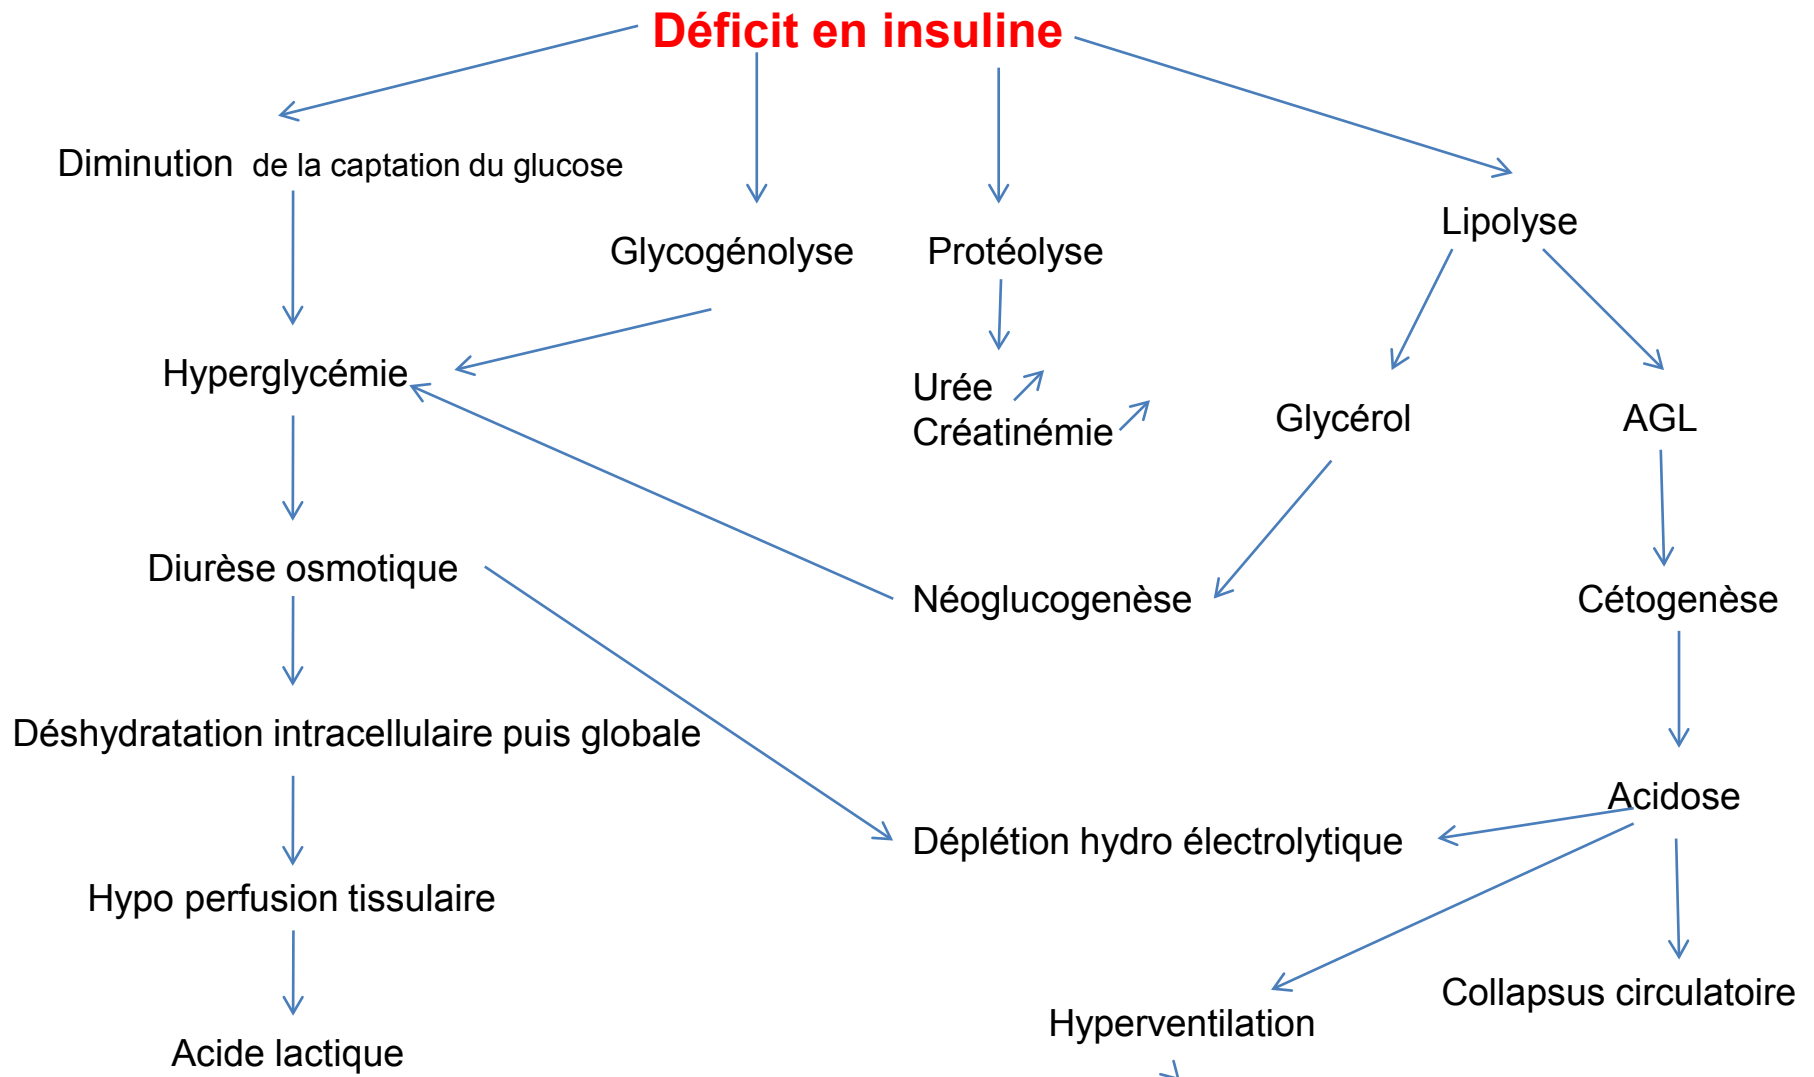 Déficit en insuline
Diminution de la captation du glucose
Lipolyse
Glycogénolyse
Protéolyse
Hyperglycémie
Urée
Créatinémie
Glycérol
AGL
Diurèse osmotique
Néoglucogenèse
Cétogenèse
Déshydratation intracellulaire puis globale
Acidose
Déplétion hydro électrolytique
Hypo perfusion tissulaire
Collapsus circulatoire
Hyperventilation
Acide lactique